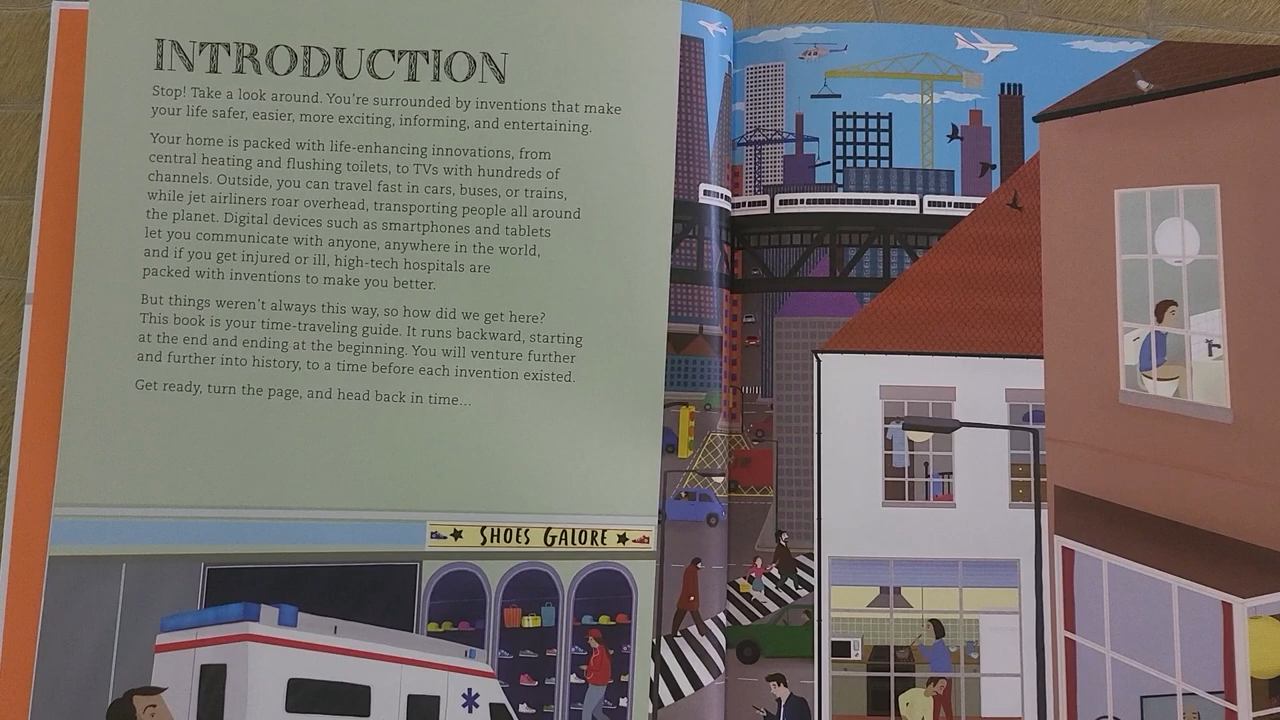 INTRODUCTION
Stop! Take a look around. You're surrounded by inventions that make
your life safer, easier, more exciting, informing, and entertaining.
Your home is packed with life-enhancing innovations, from
central heating and flushing toilets, to TVs with hundreds of
channels. Outside, you can travel fast in cars, buses, or trains,
while jet airliners roar overhead, transporting people all around
the planet. Digital devices such as smartphones and tablets
let you communicate with anyone, anywhere in the world,
and if you get injured or ill, high-tech hospitals are
packed with inventions to make you better.
But things weren't always this way, so how did we get here?
This book is your time-traveling guide. It runs backward, starting
at the end and ending at the beginning. You will venture further
and further into history, to a time before each invention existed.
Get ready, turn the page, and head back in time...
SHOES GALORE